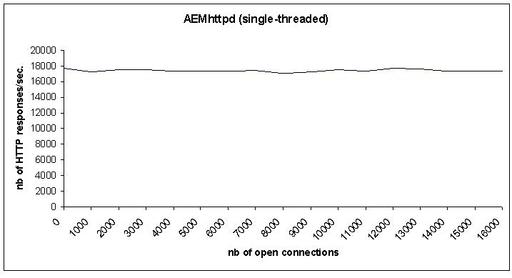 AEMhttpd (single-threaded)
nb of HTTP responses/sec.
20000
18000
16000
14000
12000
10000
8000
6000
4000
2000
0
0 1000 2000 3000 4000 5000 6000 7000 8000 9000 10000 11000 12000 13000 14000 15000 16000
nb of open connections